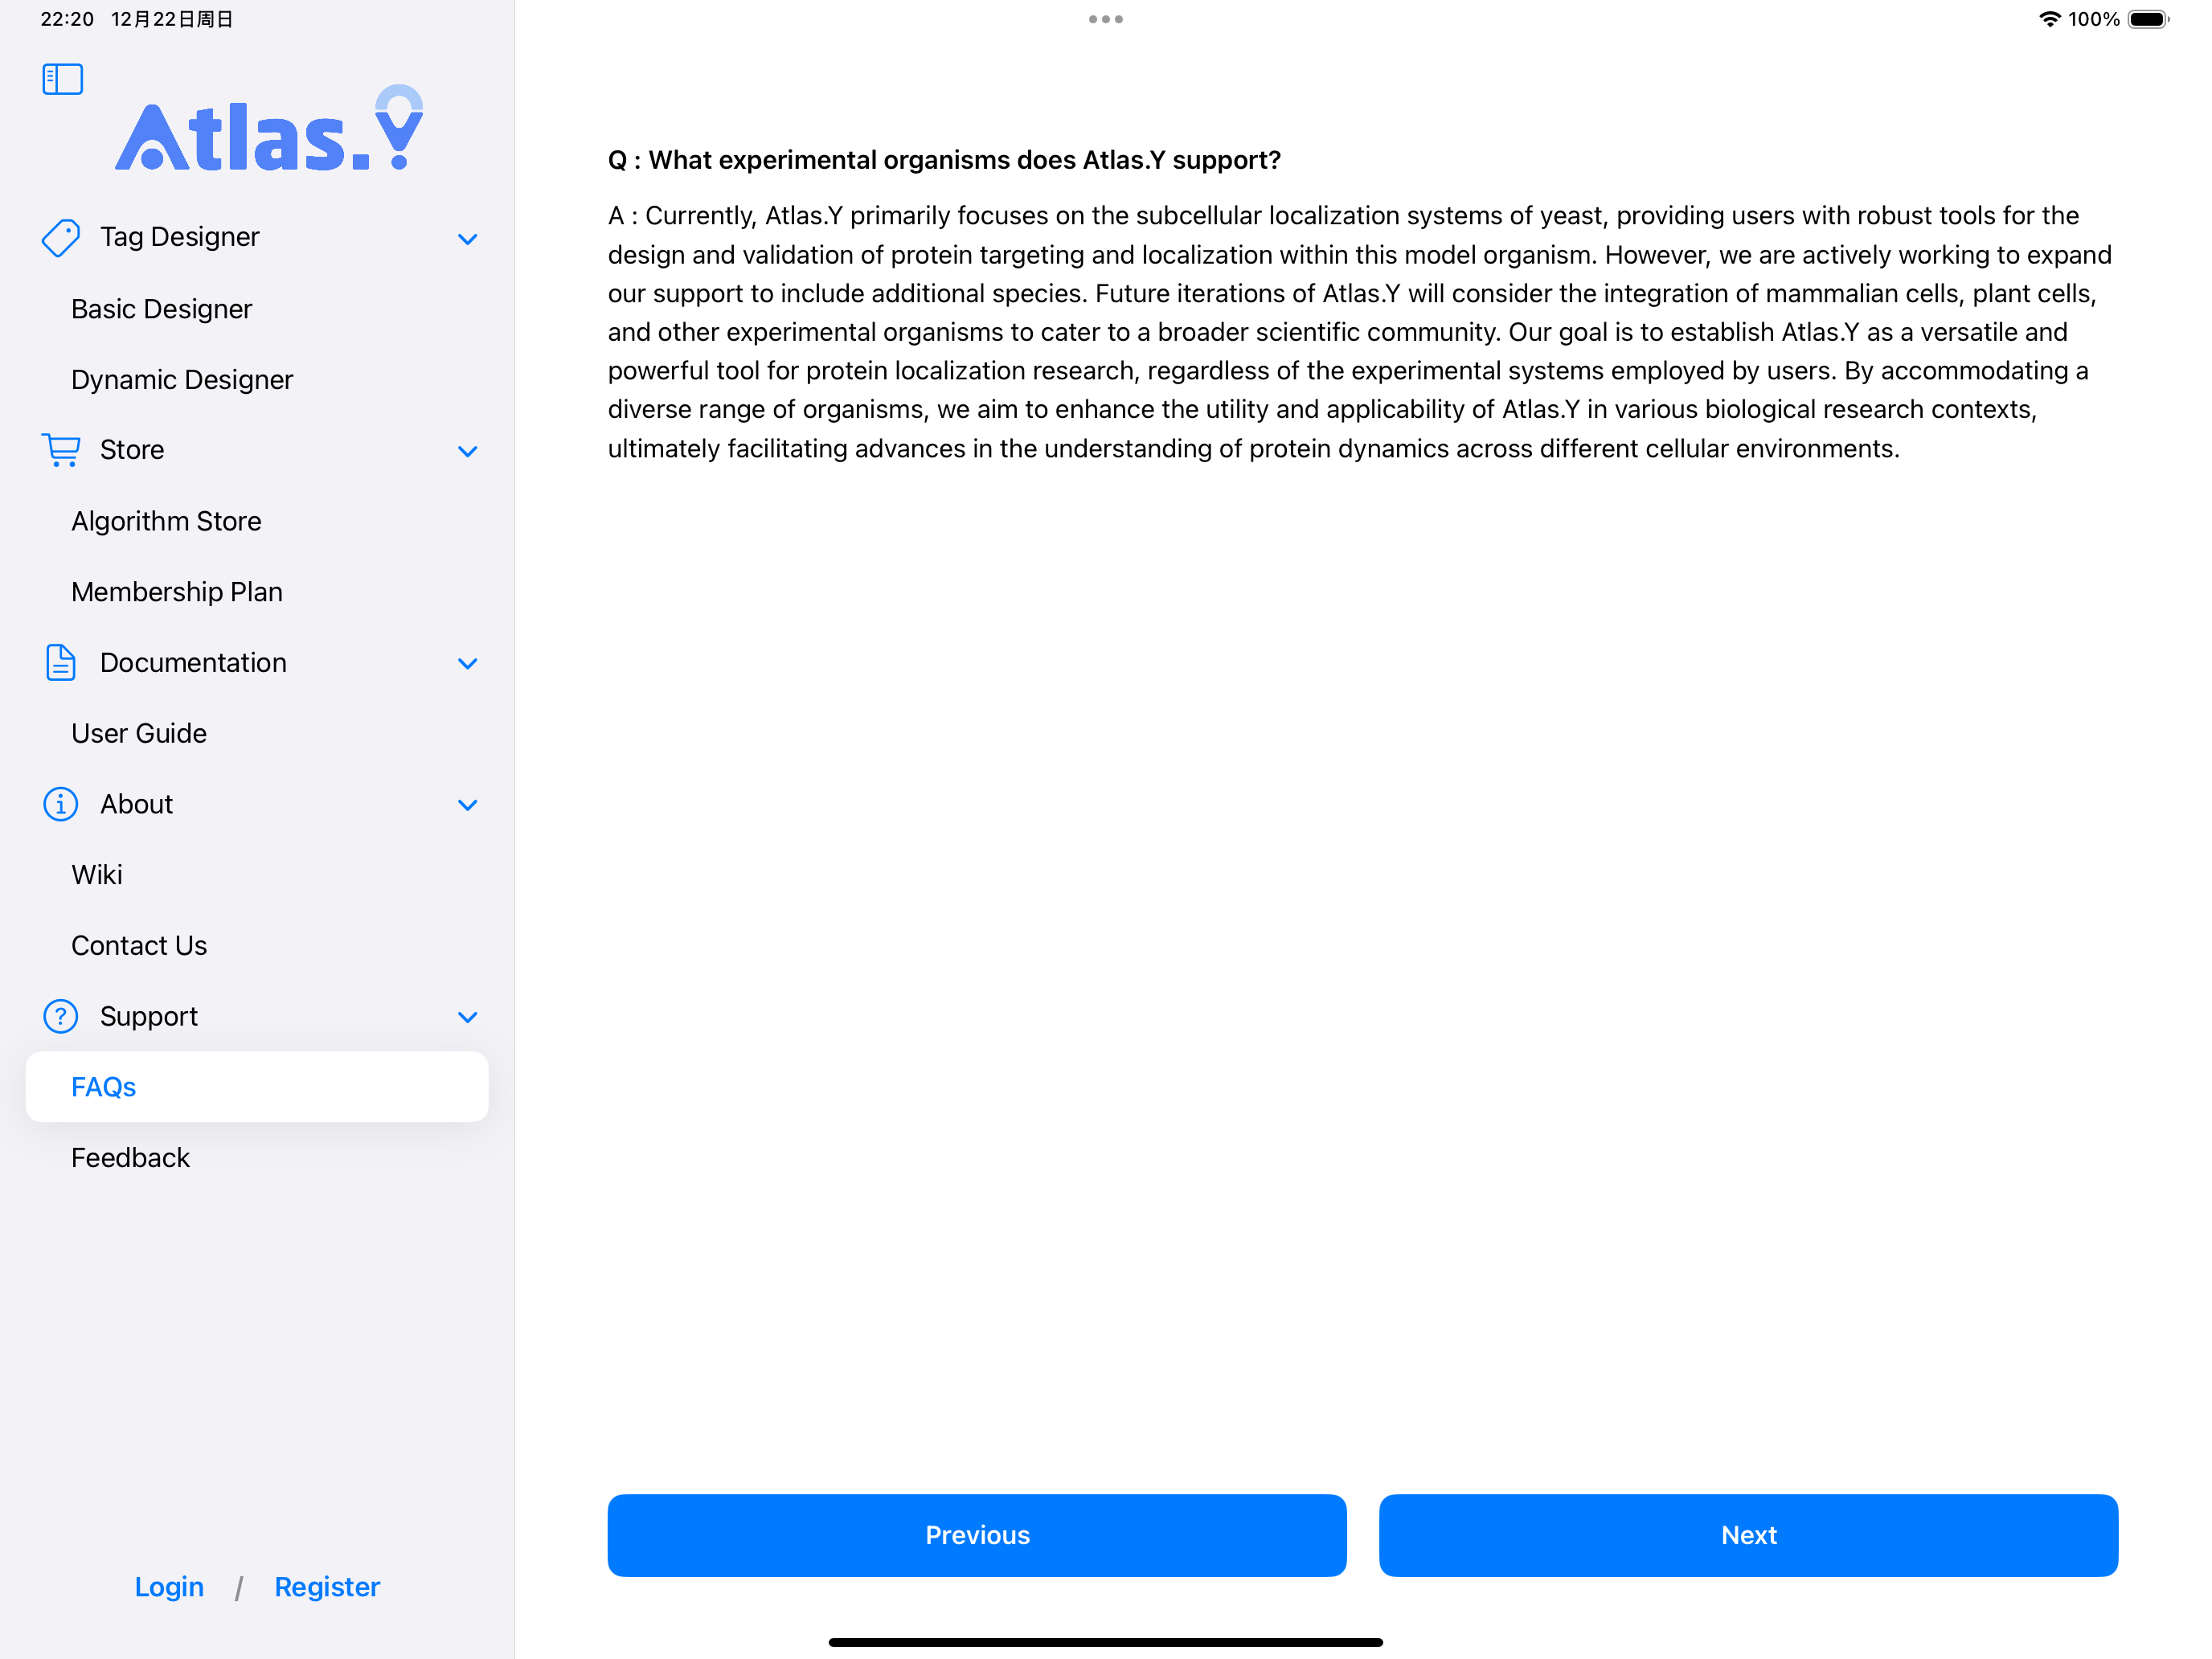 22:20 12月22日周日
100%
Atlas.Y
Tag Designer
Basic Designer
Dynamic Designer
Store
Algorithm Store
Membership Plan
Documentation
User Guide
About
Wiki
Contact Us
Support
FAQs
Feedback
Login / Register
Q : What experimental organisms does Atlas.Y support?
A : Currently, Atlas.Y primarily focuses on the subcellular localization systems of yeast, providing users with robust tools for the
design and validation of protein targeting and localization within this model organism. However, we are actively working to expand
our support to include additional species. Future iterations of Atlas.Y will consider the integration of mammalian cells, plant cells,
and other experimental organisms to cater to a broader scientific community. Our goal is to establish Atlas.Y as a versatile and
powerful tool for protein localization research, regardless of the experimental systems employed by users. By accommodating a
diverse range of organisms, we aim to enhance the utility and applicability of Atlas.Y in various biological research contexts,
ultimately facilitating advances in the understanding of protein dynamics across different cellular environments.
Previous
Next